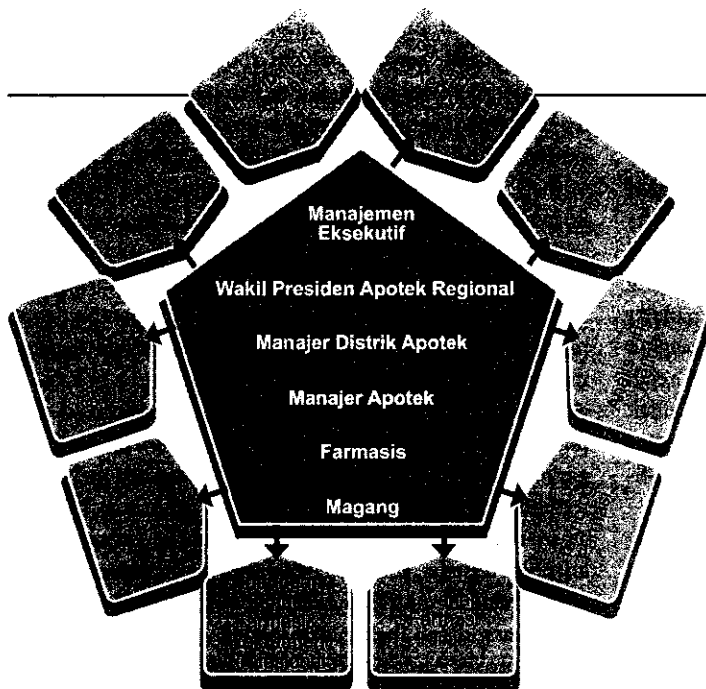 Manajemen
Eksekutif
Wakil Presiden Apotek Regional
Manajer Distrik Apotek
Manajer Apotek
Farmasis
Magang